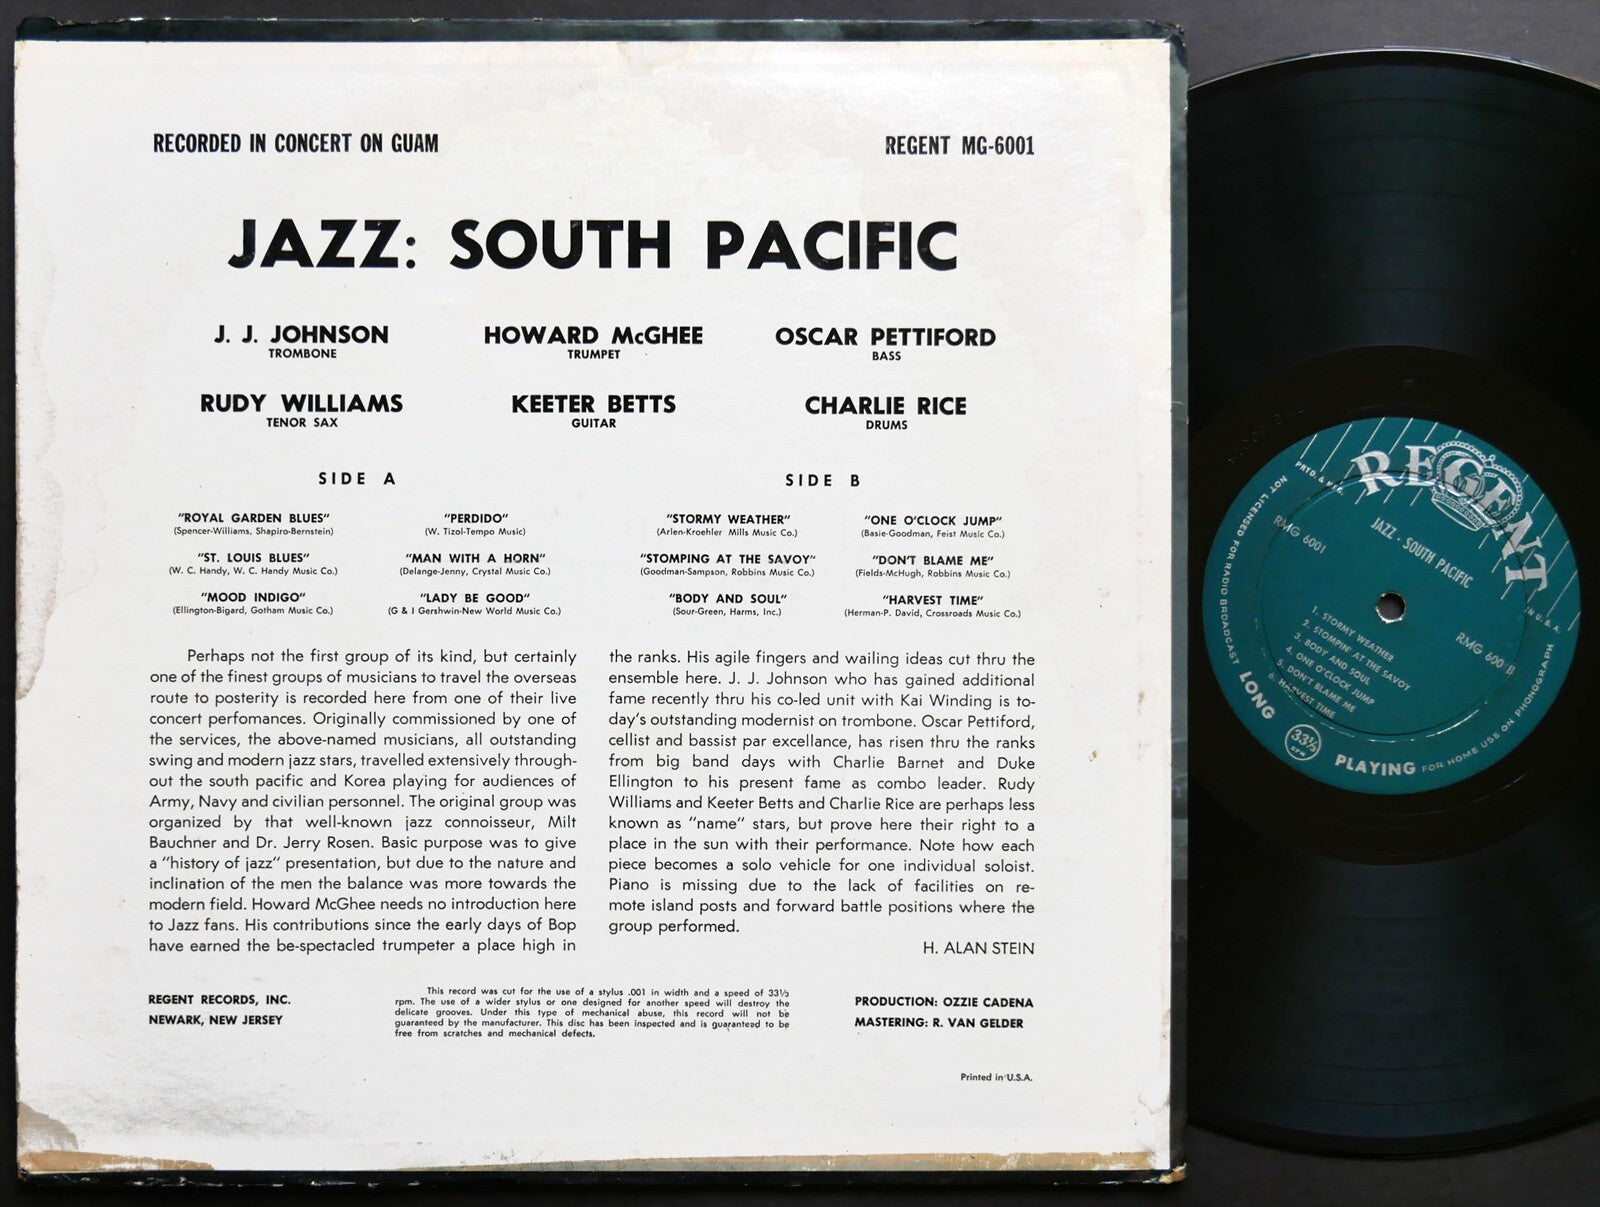 RECORDED IN CONCERT ON GUAM
REGENT MG-6001
JAZZ: SOUTH PACIFIC
J. J. JOHNSON
TROMBONE
HOWARD McGHEE
TRUMPET
OSCAR PETTIFORD
BASS
RUDY WILLIAMS
TENOR SAX
KEETER BETTS
GUITAR
CHARLIE RICE
DRUMS
SIDE A
"ROYAL GARDEN BLUES"
(Spencer-Williams, Shapiro-Bernstein)
"PERDIDO"
(W. Tizol-Tempo Music)
"ST. LOUIS BLUES"
(W. C. Handy, W. C. Handy Music Co.)
"MAN WITH A HORN"
(Delange-Jenny, Crystal Music Co.)
"MOOD INDIGO"
(Ellington-Bigard, Gotham Music Co.)
"LADY BE GOOD"
(G & I Gershwin-New World Music Co.)
SIDE B
"STORMY WEATHER"
(Arlen-Kroehler Mills Music Co.)
"ONE O'CLOCK JUMP"
(Basie-Goodman, Feist Music Co.)
"STOMPING AT THE SAVOY"
(Goodman-Sampson, Robbins Music Co.)
"DON'T BLAME ME"
(Fields-McHugh, Robbins Music Co.)
"BODY AND SOUL"
(Sour-Green, Harms, Inc.)
"HARVEST TIME"
(Herman-P. David, Crossroads Music Co.)
Perhaps not the first group of its kind, but certainly
one of the finest groups of musicians to travel the overseas
route to posterity is recorded here from one of their live
concert perfomances. Originally commissioned by one of
the services, the above-named musicians, all outstanding
swing and modern jazz stars, travelled extensively through-
out the south pacific and Korea playing for audiences of
Army, Navy and civilian personnel. The original group was
organized by that well-known jazz connoisseur, Milt
Bauchner and Dr. Jerry Rosen. Basic purpose was to give
a "history of jazz" presentation, but due to the nature and
inclination of the men the balance was more towards the
modern field. Howard McGhee needs no introduction here
to Jazz fans. His contributions since the early days of Bop
have earned the be-spectacled trumpeter a place high in
the ranks. His agile fingers and wailing ideas cut thru the
ensemble here. J. J. Johnson who has gained additional
fame recently thru his co-led unit with Kai Winding is to-
day's outstanding modernist on trombone. Oscar Pettiford,
cellist and bassist par excellance, has risen thru the ranks
from big band days with Charlie Barnet and Duke
Ellington to his present fame as combo leader. Rudy
Williams and Keeter Betts and Charlie Rice are perhaps less
known as "name" stars, but prove here their right to a
place in the sun with their performance. Note how each
piece becomes a solo vehicle for one individual soloist.
Piano is missing due to the lack of facilities on re-
mote island posts and forward battle positions where the
group performed.
H. ALAN STEIN
REGENT RECORDS, INC.
NEWARK, NEW JERSEY
This record was cut for the use of a stylus .001 in width and a speed of 33⅓
rpm. The use of a wider stylus or one designed for another speed will destroy the
delicate grooves. Under this type of mechanical abuse, this record will not be
guaranteed by the manufacturer. This disc has been inspected and is guaranteed to be
free from scratches and mechanical defects.
PRODUCTION: OZZIE CADENA
MASTERING: R. VAN GELDER
Printed in U.S.A.
REGENT
NOT LICENSED FOR RADIO BROADCAST
PRTD. & MFG.
IN U.S.A.
RMG 6001
JAZZ - SOUTH PACIFIC
RMG 6001 B
1. STORMY WEATHER
2. STOMPIN' AT THE SAVOY
3. BODY AND SOUL
4. ONE O'CLOCK JUMP
5. DON'T BLAME ME
6. HARVEST TIME
LONG
33⅓
RPM
PLAYING
FOR HOME USE ON PHONOGRAPH